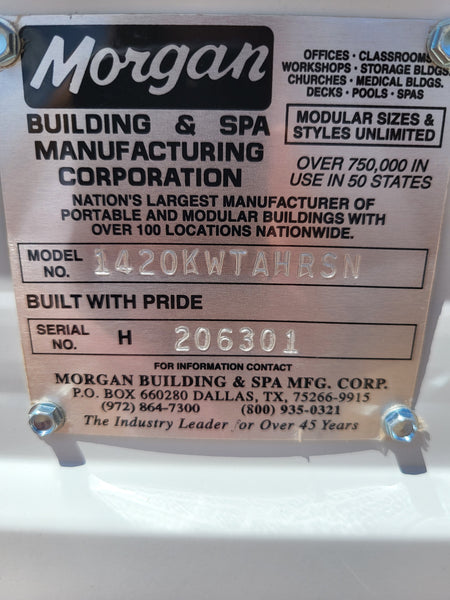 Morgan
OFFICES · CLASSROOMS
WORKSHOPS · STORAGE BLDGS.
CHURCHES · MEDICAL BLDGS.
DECKS · POOLS · SPAS
MODULAR SIZES &
STYLES UNLIMITED
BUILDING & SPA
MANUFACTURING
CORPORATION
OVER 750,000 IN
USE IN 50 STATES
NATION'S LARGEST MANUFACTURER OF
PORTABLE AND MODULAR BUILDINGS WITH
OVER 100 LOCATIONS NATIONWIDE.
MODEL NO. 1420KWTAHRSN
BUILT WITH PRIDE
SERIAL NO. H 206301
FOR INFORMATION CONTACT
MORGAN BUILDING & SPA MFG. CORP.
P.O. BOX 660280 DALLAS, TX, 75266-9915
(972) 864-7300 (800) 935-0321
The Industry Leader for Over 45 Years